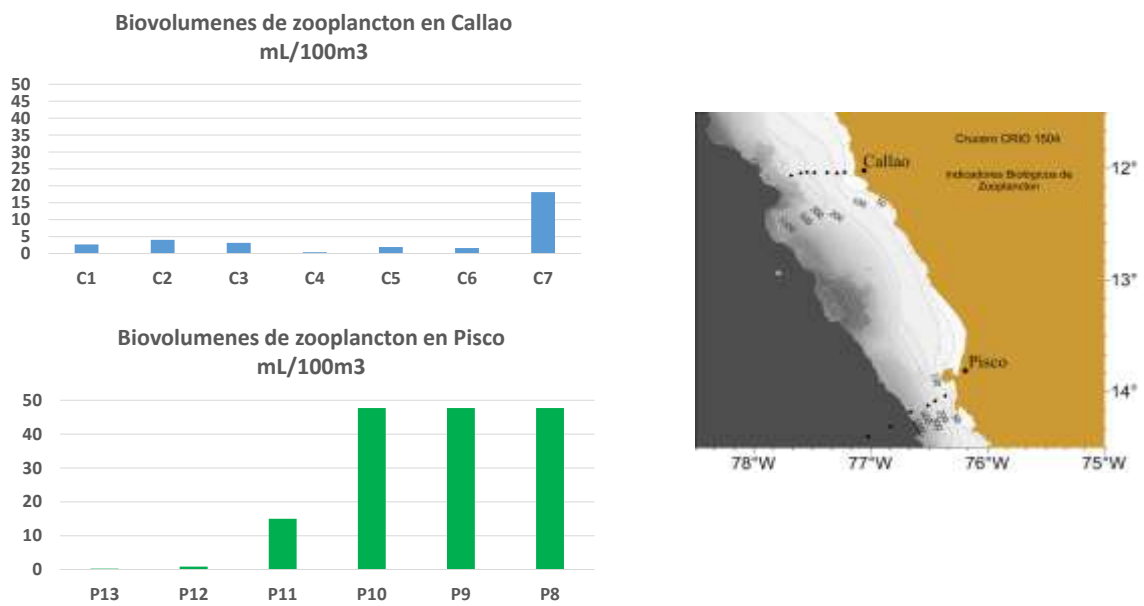 Biovolumenes de zooplancton en Callao
mL/100m3
50
45
40
35
30
25
20
15
10
5
0
C1 C2 C3 C4 C5 C6 C7
Biovolumenes de zooplancton en Pisco
mL/100m3
50
40
30
20
10
0
P13 P12 P11 P10 P9 P8
Crucero CRIO 1504
Indicadores Biológicos de
Zooplancton
Callao
Pisco
12°
13°
14°
78°W 77°W 76°W 75°W